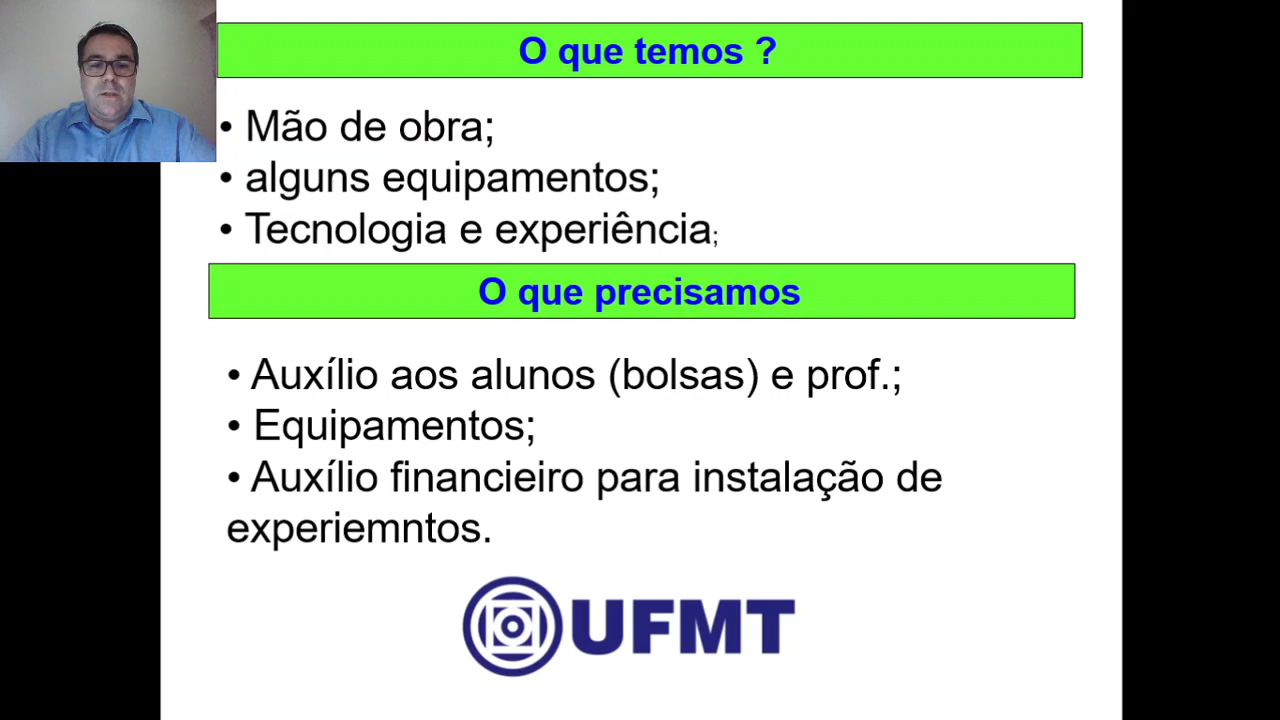 O que temos ?
• Mão de obra;
• alguns equipamentos;
• Tecnologia e experiência;
O que precisamos
• Auxílio aos alunos (bolsas) e prof.;
• Equipamentos;
• Auxílio financieiro para instalação de
experiemntos.
UFMT